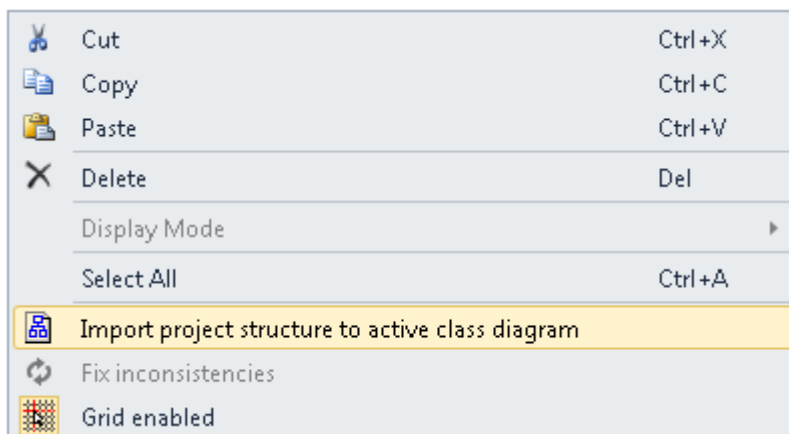 Cut Ctrl+X
Copy Ctrl+C
Paste Ctrl+V
Delete Del
Display Mode
Select All Ctrl+A
Import project structure to active class diagram
Fix inconsistencies
Grid enabled